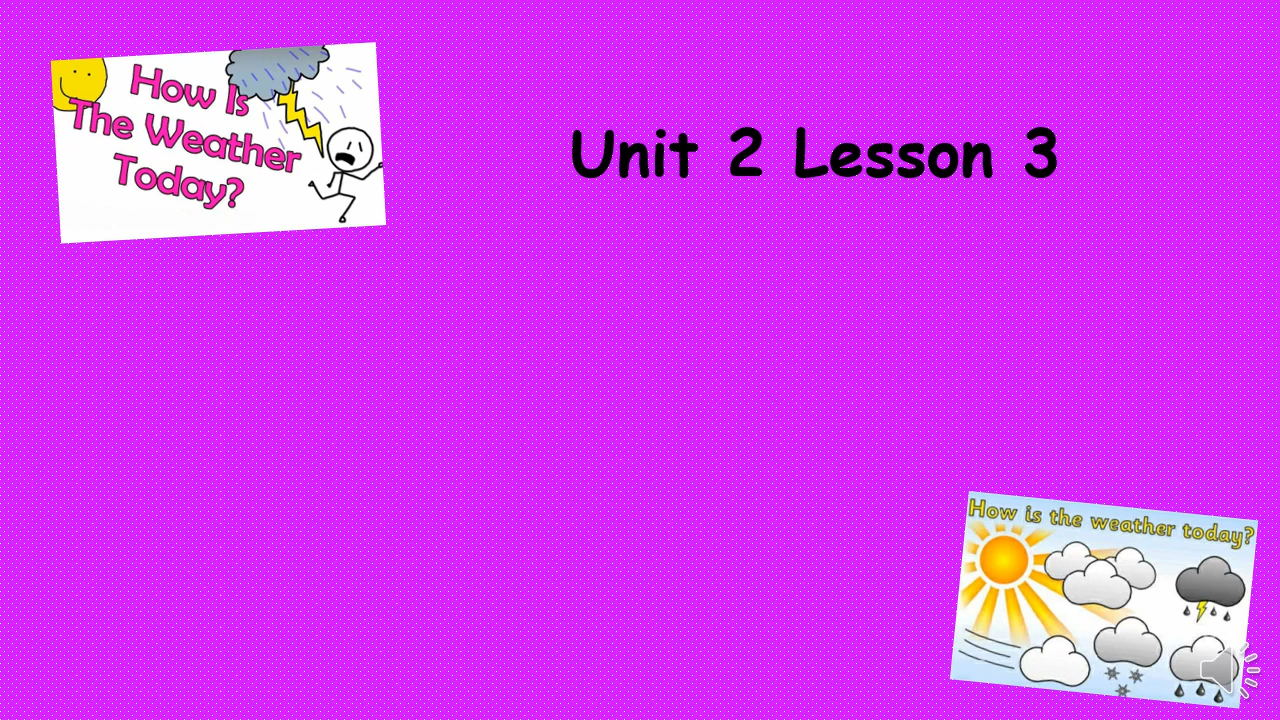 How Is
The Weather
Today?
Unit 2 Lesson 3
How is the weather today?